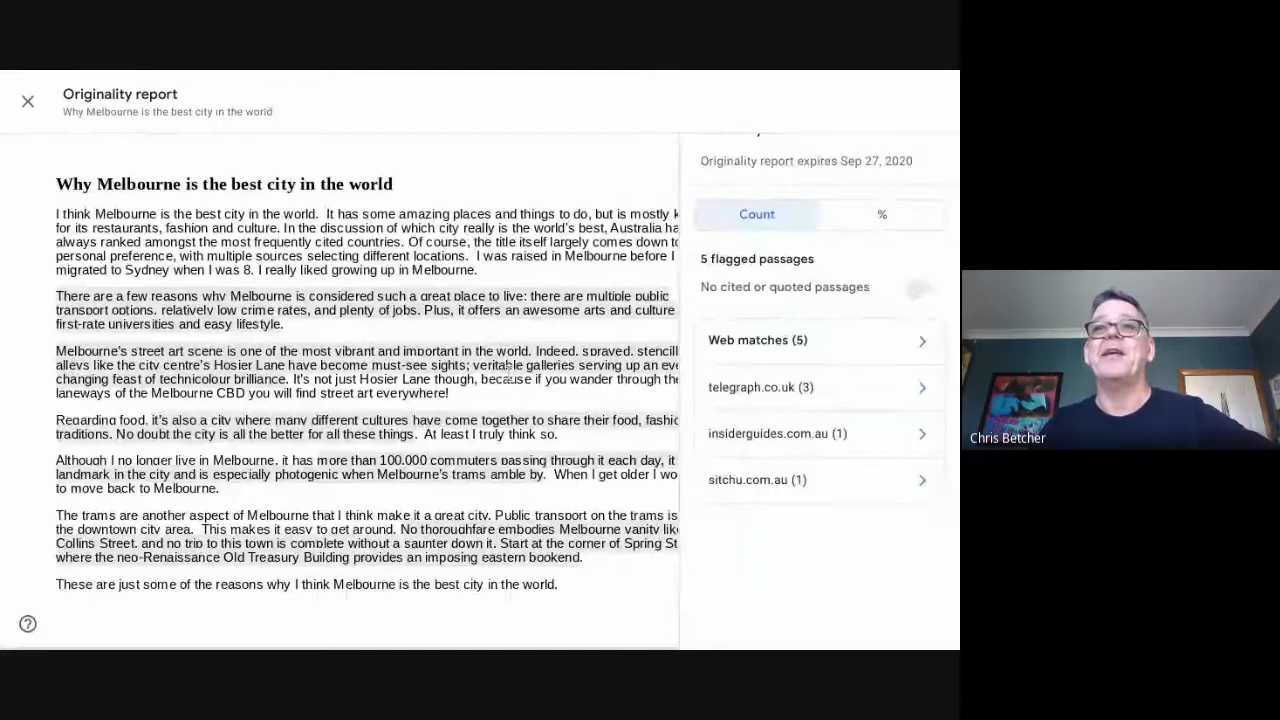 Originality report
Why Melbourne is the best city in the world
Why Melbourne is the best city in the world
I think Melbourne is the best city in the world.  It has some amazing places and things to do, but is mostly k
for its restaurants, fashion and culture. In the discussion of which city really is the world's best, Australia ha
always ranked amongst the most frequently cited countries. Of course, the title itself largely comes down to
personal preference, with multiple sources selecting different locations.  I was raised in Melbourne before I
migrated to Sydney when I was 8. I really liked growing up in Melbourne.
There are a few reasons why Melbourne is considered such a great place to live: there are multiple public
transport options, relatively low crime rates, and plenty of jobs. Plus, it offers an awesome arts and culture
first-rate universities and easy lifestyle.
Melbourne's street art scene is one of the most vibrant and important in the world. Indeed, sprayed, stencill
alleys like the city centre's Hosier Lane have become must-see sights; veritable galleries serving up an eve
changing feast of technicolour brilliance. It's not just Hosier Lane though, because if you wander through the
laneways of the Melbourne CBD you will find street art everywhere!
Regarding food, it's also a city where many different cultures have come together to share their food, fashio
traditions. No doubt the city is all the better for all these things.  At least I truly think so.
Although I no longer live in Melbourne, it has more than 100,000 commuters passing through it each day, it
landmark in the city and is especially photogenic when Melbourne's trams amble by.  When I get older I wo
to move back to Melbourne.
The trams are another aspect of Melbourne that I think make it a great city. Public transport on the trams is
the downtown city area.  This makes it easy to get around. No thoroughfare embodies Melbourne vanity like
Collins Street, and no trip to this town is complete without a saunter down it. Start at the corner of Spring St
where the neo-Renaissance Old Treasury Building provides an imposing eastern bookend.
These are just some of the reasons why I think Melbourne is the best city in the world.
Originality report expires Sep 27, 2020
Count %
5 flagged passages
No cited or quoted passages
Web matches (5)
telegraph.co.uk (3)
insiderguides.com.au (1)
sitchu.com.au (1)
Chris Betcher